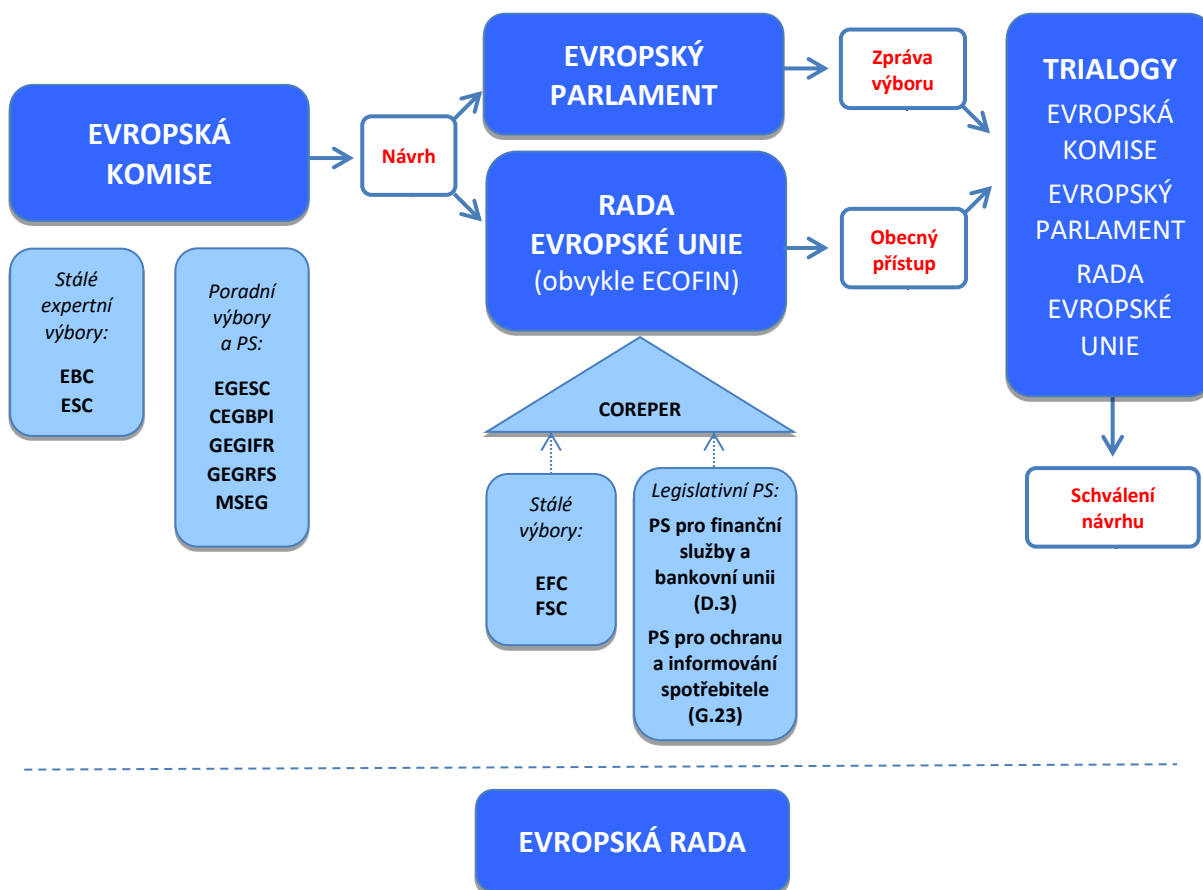 EVROPSKÁ
KOMISE
Stálé
expertní
výbory:
EBC
ESC
Poradní
výbory
a PS:
EGESC
CEGBPI
GEGIFR
GEGRFS
MSEG
Návrh
EVROPSKÝ
PARLAMENT
RADA
EVROPSKÉ UNIE
(obvykle ECOFIN)
COREPER
Stálé
výbory:
EFC
FSC
Legislativní PS:
PS pro finanční
služby a
bankovní unii
(D.3)
PS pro ochranu
a informování
spotřebitele
(G.23)
Zpráva
výboru
Obecný
přístup
TRIALOGY
EVROPSKÁ
KOMISE
EVROPSKÝ
PARLAMENT
RADA
EVROPSKÉ
UNIE
Schválení
návrhu
EVROPSKÁ RADA